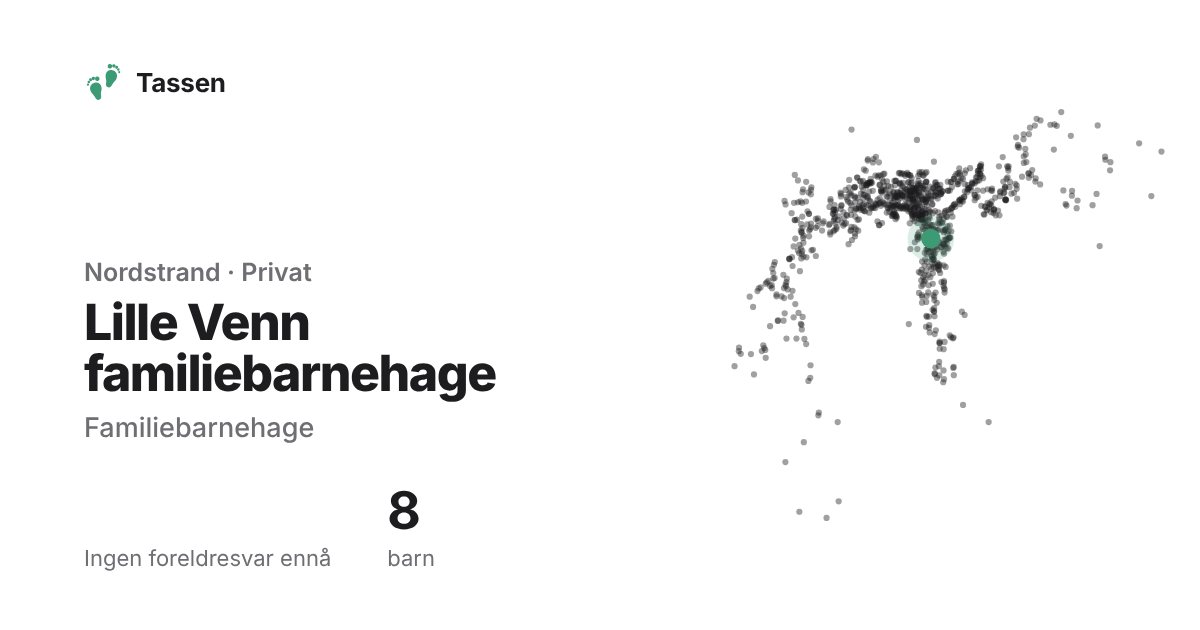 Tassen
Nordstrand · Privat
Lille Venn
familiebarnehage
Familiebarnehage
8
Ingen foreldresvar ennå
barn